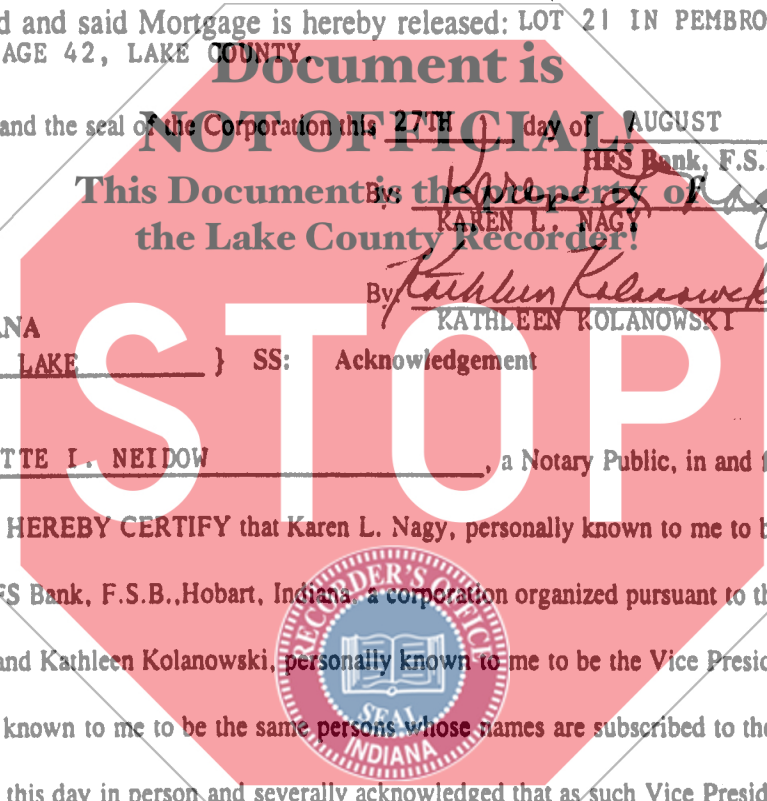 d and said Mortgage is hereby released: LOT 21 IN PEMBRO
AGE 42, LAKE COUNTY.
Document is
and the seal of the Corporation this 27TH day of AUGUST
NOT OFFICIAL!
HFS Bank, F.S.
This Document is the property of
By: Karen L. Nagy
KAREN L. NAGY
the Lake County Recorder!
By: Kathleen Kolanowski
KATHLEEN KOLANOWSKI
ANA
LAKE } SS: Acknowledgement
STOP
TTE I. NEIDOW, a Notary Public, in and f
HEREBY CERTIFY that Karen L. Nagy, personally known to me to b
FS Bank, F.S.B.,Hobart, Indiana, a corporation organized pursuant to th
and Kathleen Kolanowski, personally known to me to be the Vice Presid
known to me to be the same persons whose names are subscribed to the
this day in person and severally acknowledged that as such Vice Presid
RECORDER'S OFFICE
SEAL
INDIANA